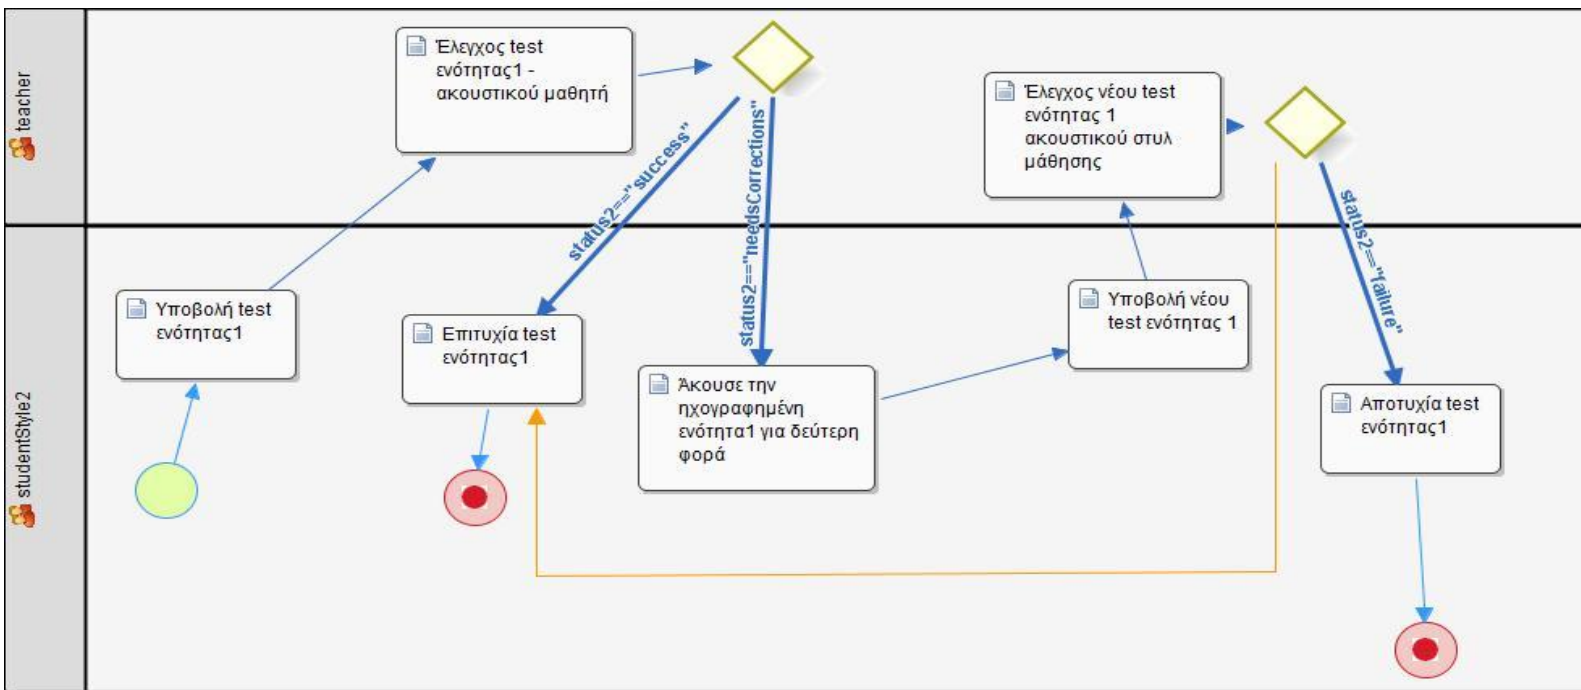 teacher
Έλεγχος test
ενότητας1 -
ακουστικού μαθητή
status2=="success"
status2=="needsCorrections"
Έλεγχος νέου test
ενότητας 1
ακουστικού στυλ
μάθησης
status2=="failure"
studentStyle2
Υποβολή test
ενότητας1
Επιτυχία test
ενότητας1
Άκουσε την
ηχογραφημένη
ενότητα1 για δεύτερη
φορά
Υποβολή νέου
test ενότητας 1
Αποτυχία test
ενότητας1